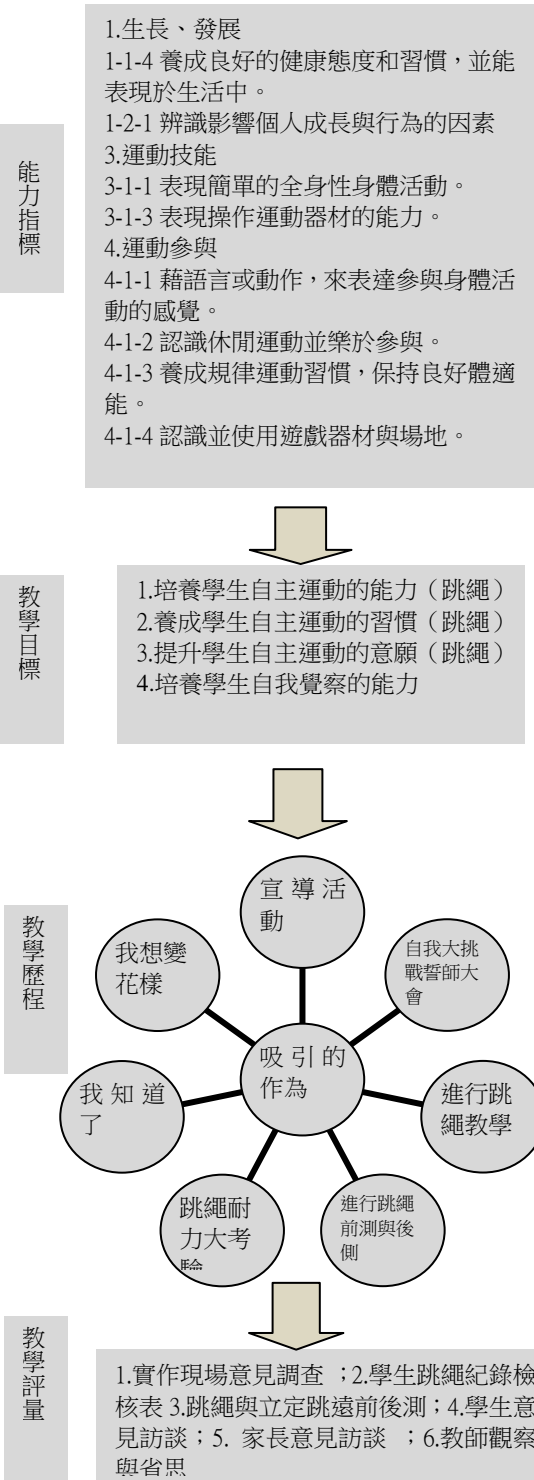 能力指標
1.生長、發展
1-1-4 養成良好的健康態度和習慣，並能
表現於生活中。
1-2-1 辨識影響個人成長與行為的因素
3.運動技能
3-1-1 表現簡單的全身性身體活動。
3-1-3 表現操作運動器材的能力。
4.運動參與
4-1-1 藉語言或動作，來表達參與身體活
動的感覺。
4-1-2 認識休閒運動並樂於參與。
4-1-3 養成規律運動習慣，保持良好體適
能。
4-1-4 認識並使用遊戲器材與場地。
教學目標
1.培養學生自主運動的能力（跳繩）
2.養成學生自主運動的習慣（跳繩）
3.提升學生自主運動的意願（跳繩）
4.培養學生自我覺察的能力
教學歷程
宣導活
動
自我大挑
戰誓師大
會
進行跳
繩教學
進行跳繩
前測與後
側
跳繩耐
力大考
驗
我知道
了
我想變
花樣
吸引的
作為
教學評量
1.實作現場意見調查 ；2.學生跳繩紀錄檢
核表 3.跳繩與立定跳遠前後測；4.學生意
見訪談；5. 家長意見訪談 ；6.教師觀察
與省思